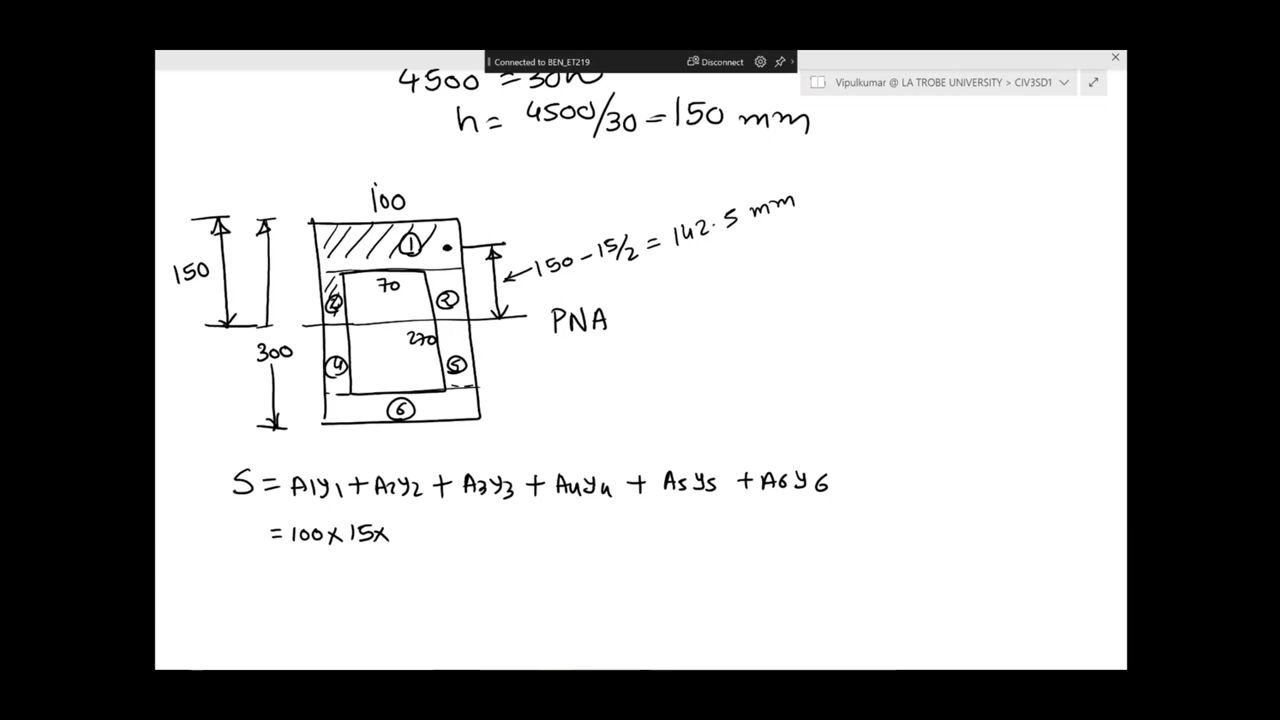 Connected to BEN_ET219 Disconnect
Vipulkumar @ LA TROBE UNIVERSITY > CIV3SD1
4500 = 30h
h = 4500/30 = 150 mm
100
150 - 15/2 = 142.5 mm
1
150
70
2 3
PNA
270
300
4 5
6
S = A1y1 + A2y2 + A3y3 + A4y4 + A5y5 + A6y6
= 100 x 15x